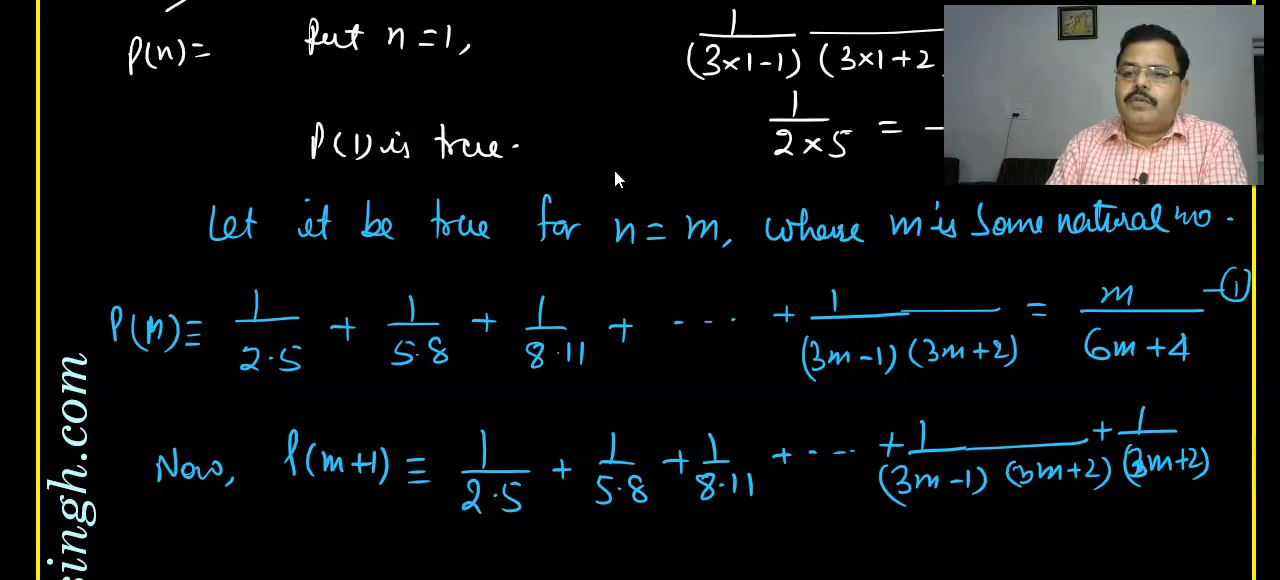 P(n)= Put n=1, 1/((3×1-1)(3×1+2)
1/(2×5) = -
P(1) is true.
Let it be true for n=m, where m is some natural no.
P(m)≡ 1/(2·5) + 1/(5·8) + 1/(8·11) + ... + 1/((3m-1)(3m+2)) = m/(6m+4) -①
Now, P(m+1) ≡ 1/(2·5) + 1/(5·8) + 1/(8·11) + ... + 1/((3m-1)(3m+2)) + 1/(3m+2)
singh.com